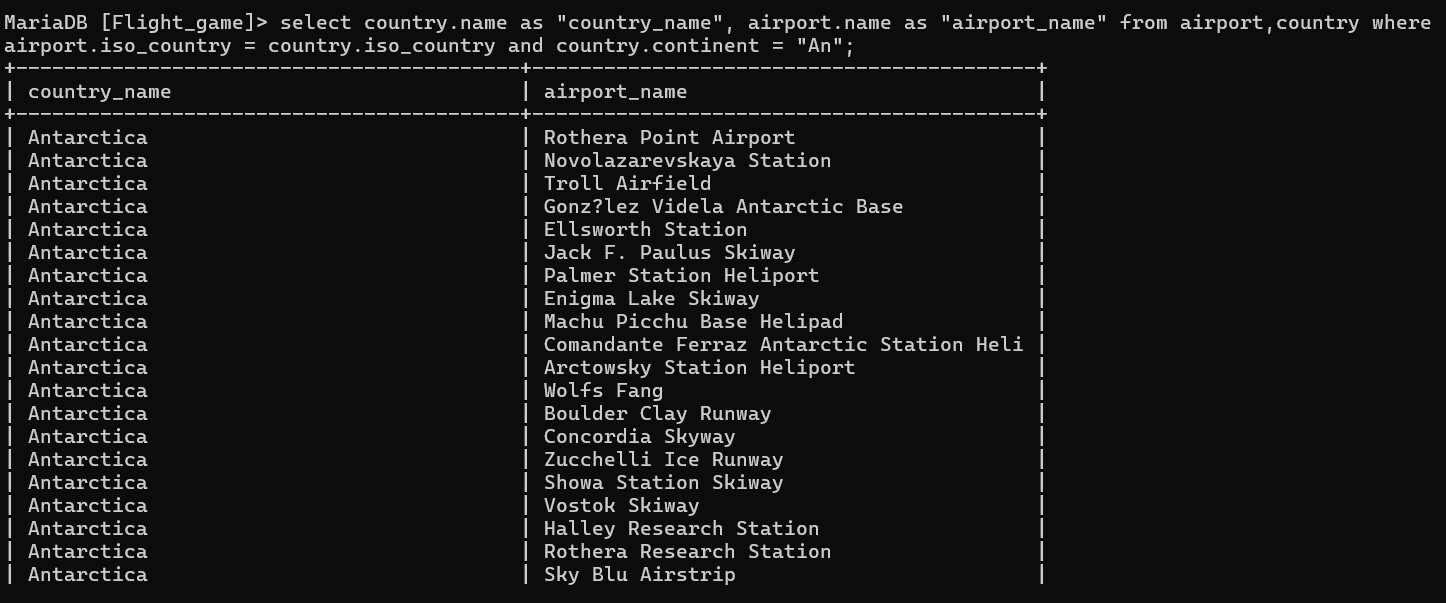 MariaDB [Flight_game]> select country.name as "country_name", airport.name as "airport_name" from airport,country where
airport.iso_country = country.iso_country and country.continent = "An";
+------------------------------------------+------------------------------------------+
| country_name                             | airport_name                             |
+------------------------------------------+------------------------------------------+
| Antarctica                               | Rothera Point Airport                    |
| Antarctica                               | Novolazarevskaya Station                 |
| Antarctica                               | Troll Airfield                           |
| Antarctica                               | Gonz?lez Videla Antarctic Base           |
| Antarctica                               | Ellsworth Station                        |
| Antarctica                               | Jack F. Paulus Skiway                    |
| Antarctica                               | Palmer Station Heliport                  |
| Antarctica                               | Enigma Lake Skiway                       |
| Antarctica                               | Machu Picchu Base Helipad                |
| Antarctica                               | Comandante Ferraz Antarctic Station Heli |
| Antarctica                               | Arctowsky Station Heliport               |
| Antarctica                               | Wolfs Fang                               |
| Antarctica                               | Boulder Clay Runway                      |
| Antarctica                               | Concordia Skyway                         |
| Antarctica                               | Zucchelli Ice Runway                     |
| Antarctica                               | Showa Station Skiway                     |
| Antarctica                               | Vostok Skiway                            |
| Antarctica                               | Halley Research Station                  |
| Antarctica                               | Rothera Research Station                 |
| Antarctica                               | Sky Blu Airstrip                         |